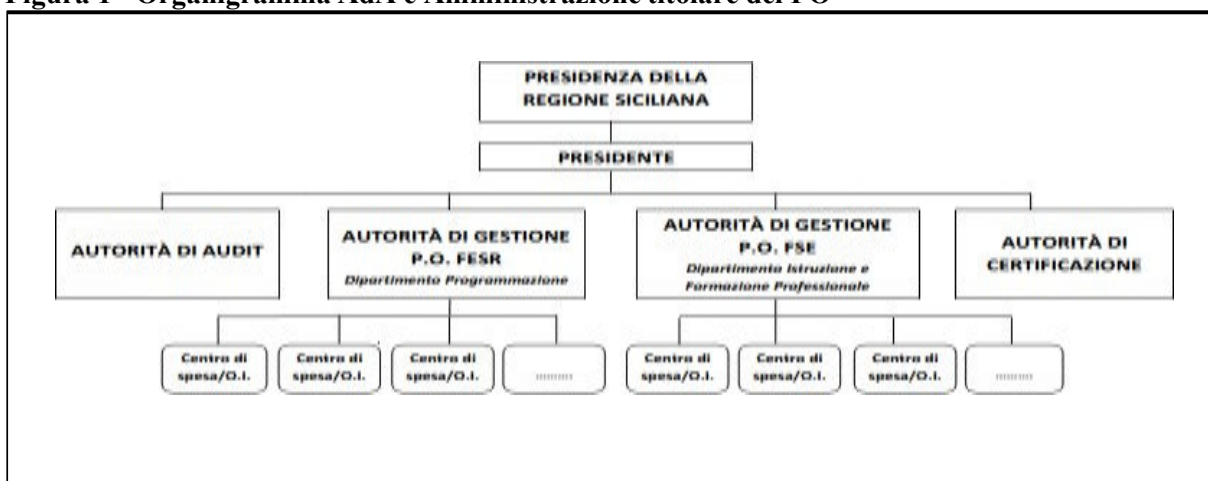 Figura 1 - Organigramma AdA e Amministrazione titolare del PO
PRESIDENZA DELLA
REGIONE SICILIANA
PRESIDENTE
AUTORITÀ DI AUDIT
AUTORITÀ DI GESTIONE
P.O. FESR
Dipartimento Programmazione
AUTORITÀ DI GESTIONE
P.O. FSE
Dipartimento Istruzione e
Formazione Professionale
AUTORITÀ DI
CERTIFICAZIONE
Centro di
spesa/O.I.
Centro di
spesa/O.I.
Centro di
spesa/O.I.
..........
Centro di
spesa/O.I.
Centro di
spesa/O.I.
Centro di
spesa/O.I.
..........